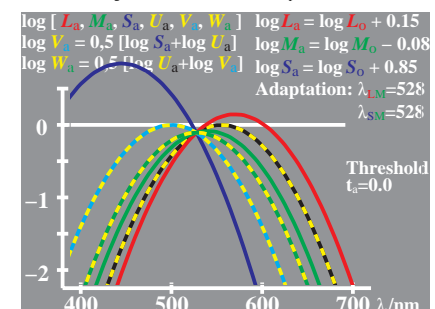 log [ Lₐ, Mₐ, Sₐ, Uₐ, Vₐ, Wₐ ]
log Vₐ = 0,5 [log Sₐ+log Uₐ]
log Wₐ = 0,5 [log Uₐ+log Vₐ]
log Lₐ = log Lₒ + 0.15
log Mₐ = log Mₒ - 0.08
log Sₐ = log Sₒ + 0.85
Adaptation: λLM=528
λSM=528
0
Threshold
tₐ=0.0
−1
−2
400 500 600 700 λ/nm